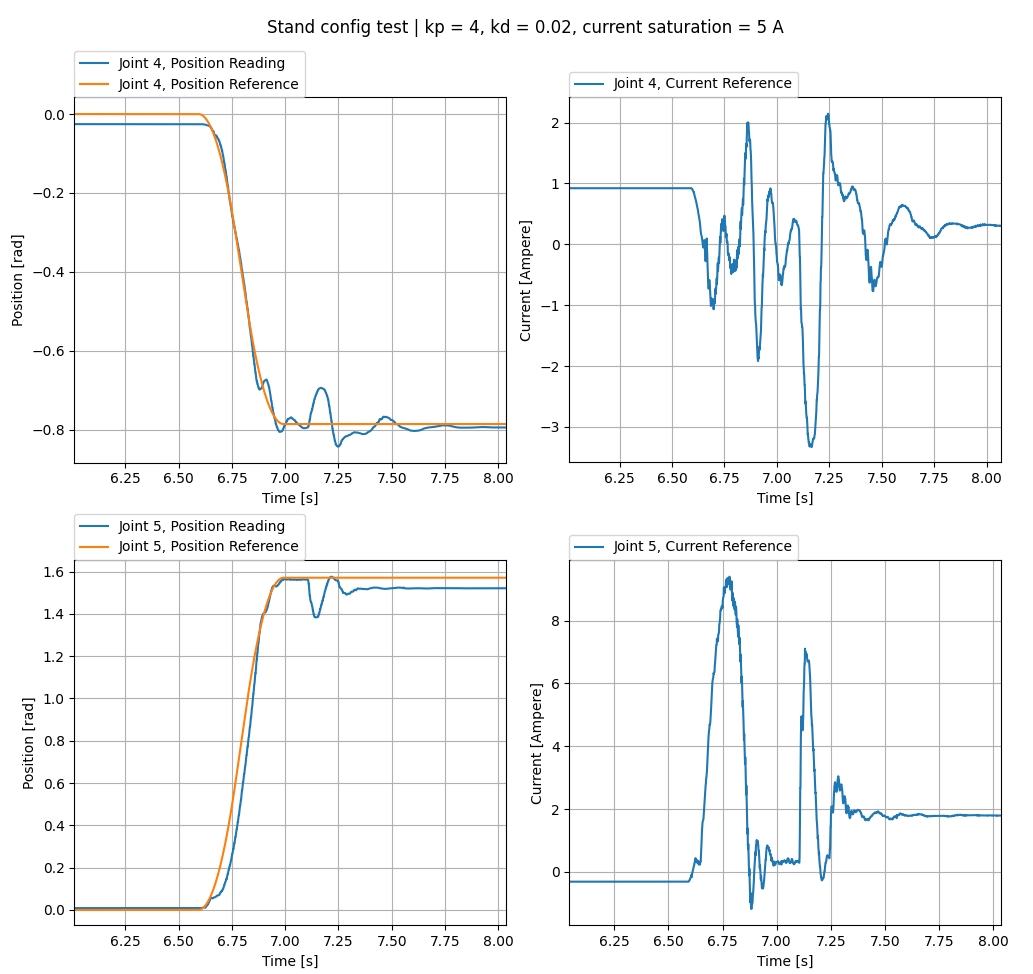 Stand config test | kp = 4, kd = 0.02, current saturation = 5 A
Joint 4, Position Reading
Joint 4, Position Reference
0.0
−0.2
−0.4
−0.6
−0.8
Position [rad]
6.25 6.50 6.75 7.00 7.25 7.50 7.75 8.00
Time [s]
Joint 4, Current Reference
2
1
0
−1
−2
−3
Current [Ampere]
6.25 6.50 6.75 7.00 7.25 7.50 7.75 8.00
Time [s]
Joint 5, Position Reading
Joint 5, Position Reference
1.6
1.4
1.2
1.0
0.8
0.6
0.4
0.2
0.0
Position [rad]
6.25 6.50 6.75 7.00 7.25 7.50 7.75 8.00
Time [s]
Joint 5, Current Reference
8
6
4
2
0
Current [Ampere]
6.25 6.50 6.75 7.00 7.25 7.50 7.75 8.00
Time [s]